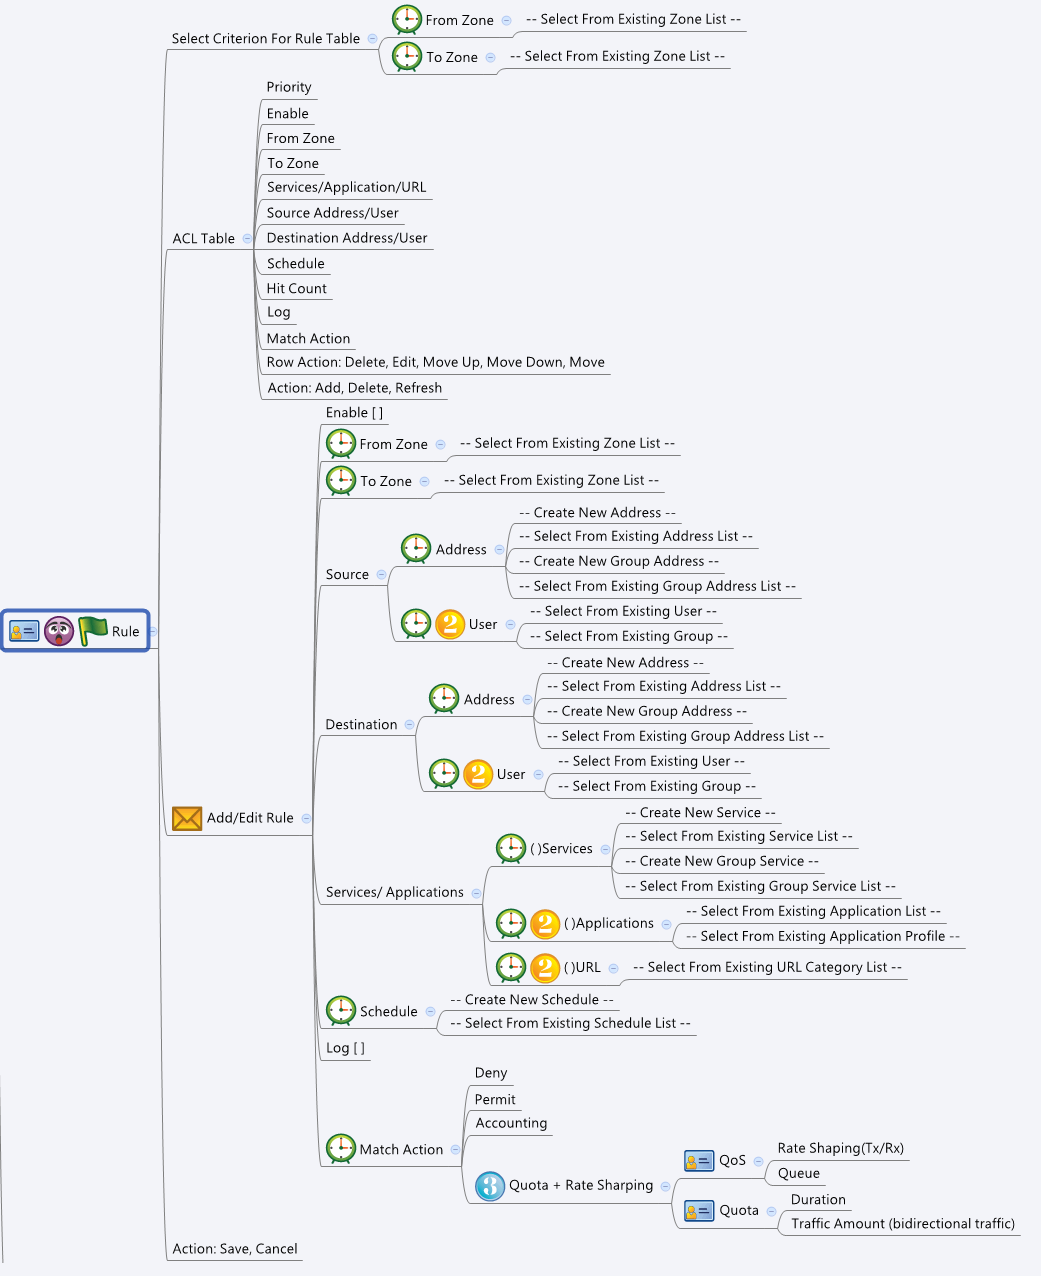 Select Criterion For Rule Table
From Zone
-- Select From Existing Zone List --
To Zone
-- Select From Existing Zone List --
ACL Table
Priority
Enable
From Zone
To Zone
Services/Application/URL
Source Address/User
Destination Address/User
Schedule
Hit Count
Log
Match Action
Row Action: Delete, Edit, Move Up, Move Down, Move
Action: Add, Delete, Refresh
Rule
Add/Edit Rule
Enable [ ]
From Zone
-- Select From Existing Zone List --
To Zone
-- Select From Existing Zone List --
Source
Address
-- Create New Address --
-- Select From Existing Address List --
-- Create New Group Address --
-- Select From Existing Group Address List --
2 User
-- Select From Existing User --
-- Select From Existing Group --
Destination
Address
-- Create New Address --
-- Select From Existing Address List --
-- Create New Group Address --
-- Select From Existing Group Address List --
2 User
-- Select From Existing User --
-- Select From Existing Group --
Services/ Applications
( )Services
-- Create New Service --
-- Select From Existing Service List --
-- Create New Group Service --
-- Select From Existing Group Service List --
2 ( )Applications
-- Select From Existing Application List --
-- Select From Existing Application Profile --
2 ( )URL
-- Select From Existing URL Category List --
Schedule
-- Create New Schedule --
-- Select From Existing Schedule List --
Log [ ]
Match Action
Deny
Permit
Accounting
3 Quota + Rate Sharping
QoS
Rate Shaping(Tx/Rx)
Queue
Quota
Duration
Traffic Amount (bidirectional traffic)
Action: Save, Cancel